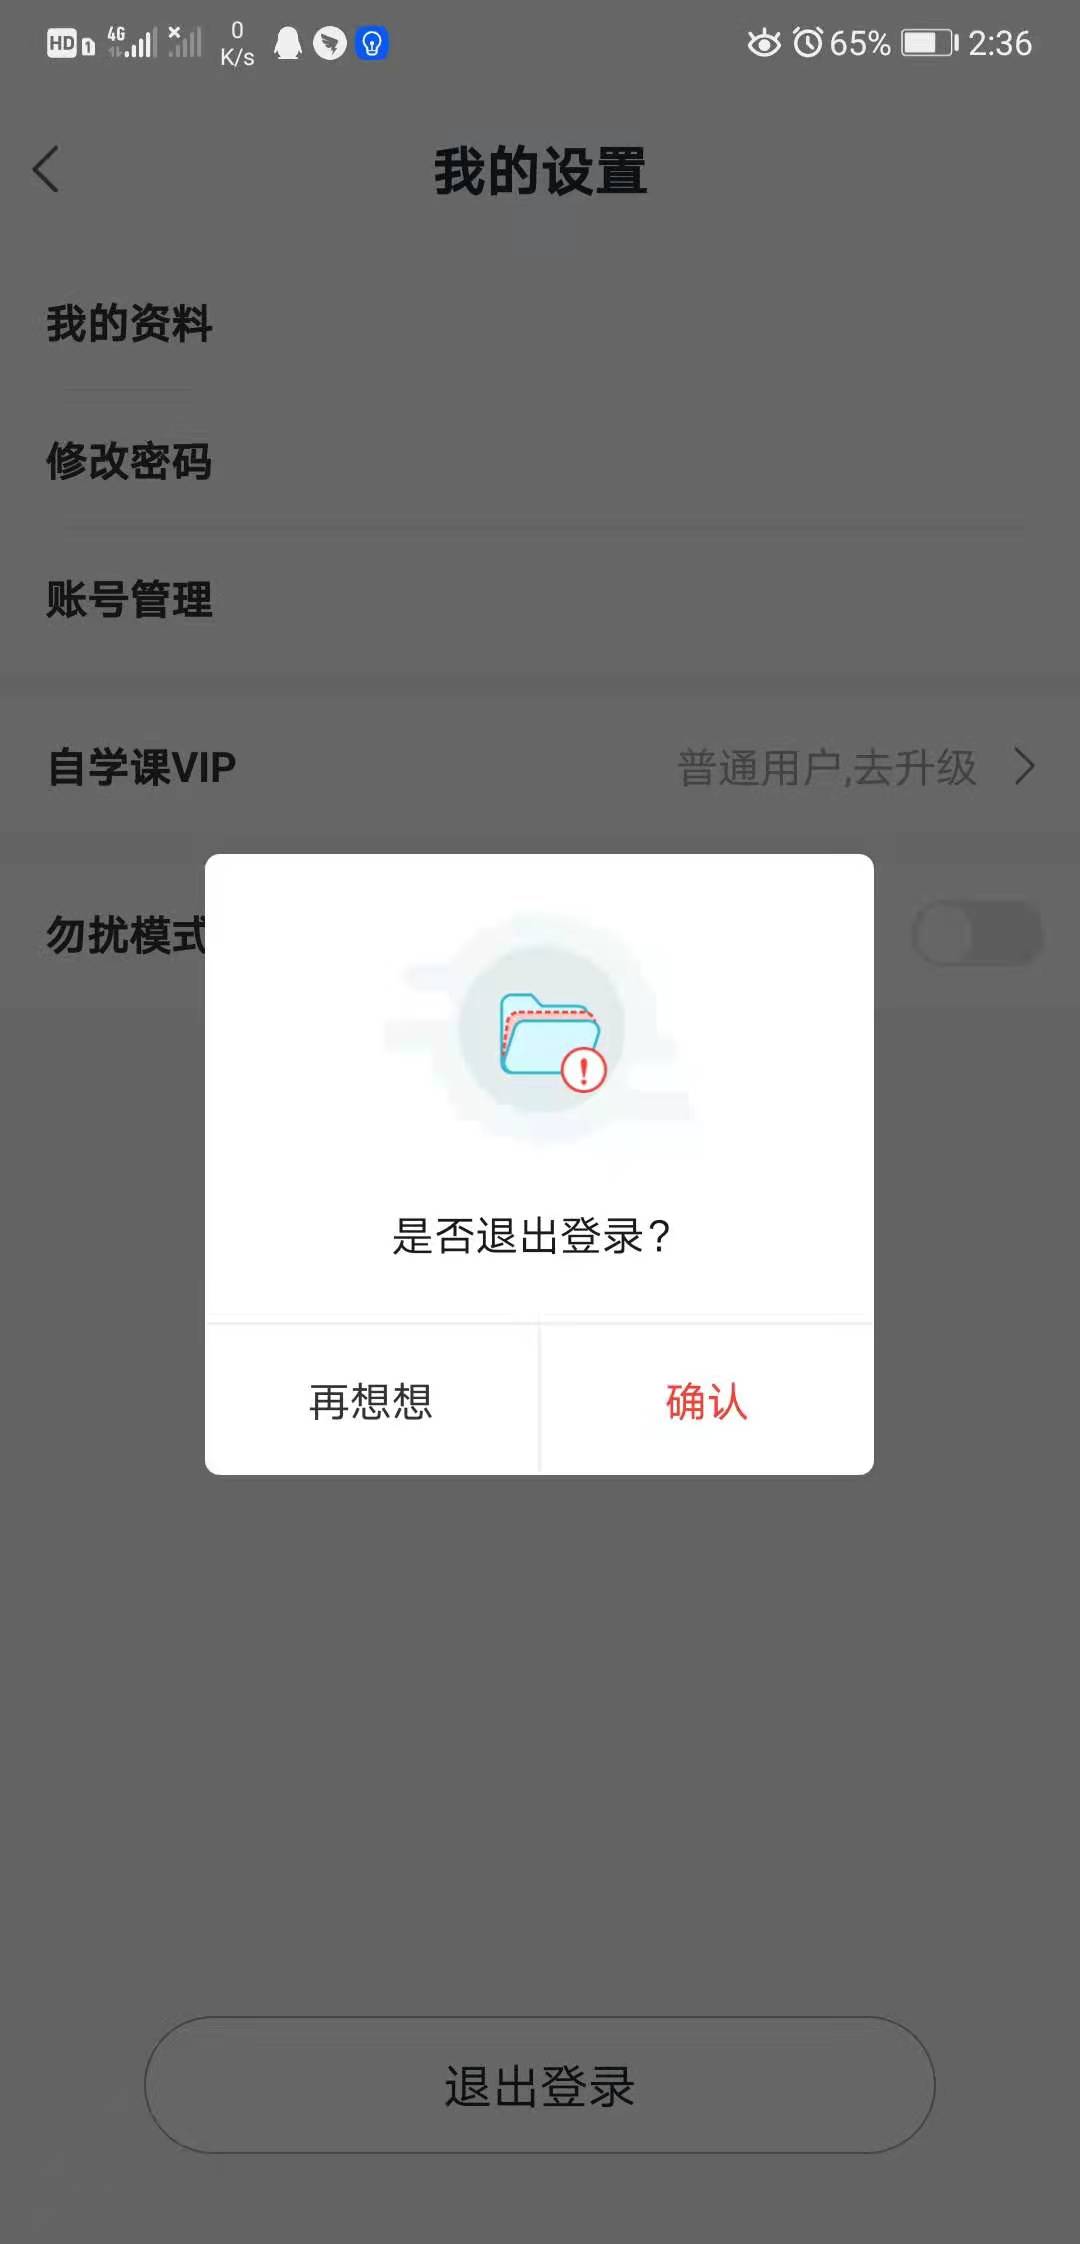 HD 1 4G 0 K/s 65% 2:36
我的设置
我的资料
修改密码
账号管理
自学课VIP 普通用户,去升级
勿扰模式
是否退出登录?
再想想 确认
退出登录